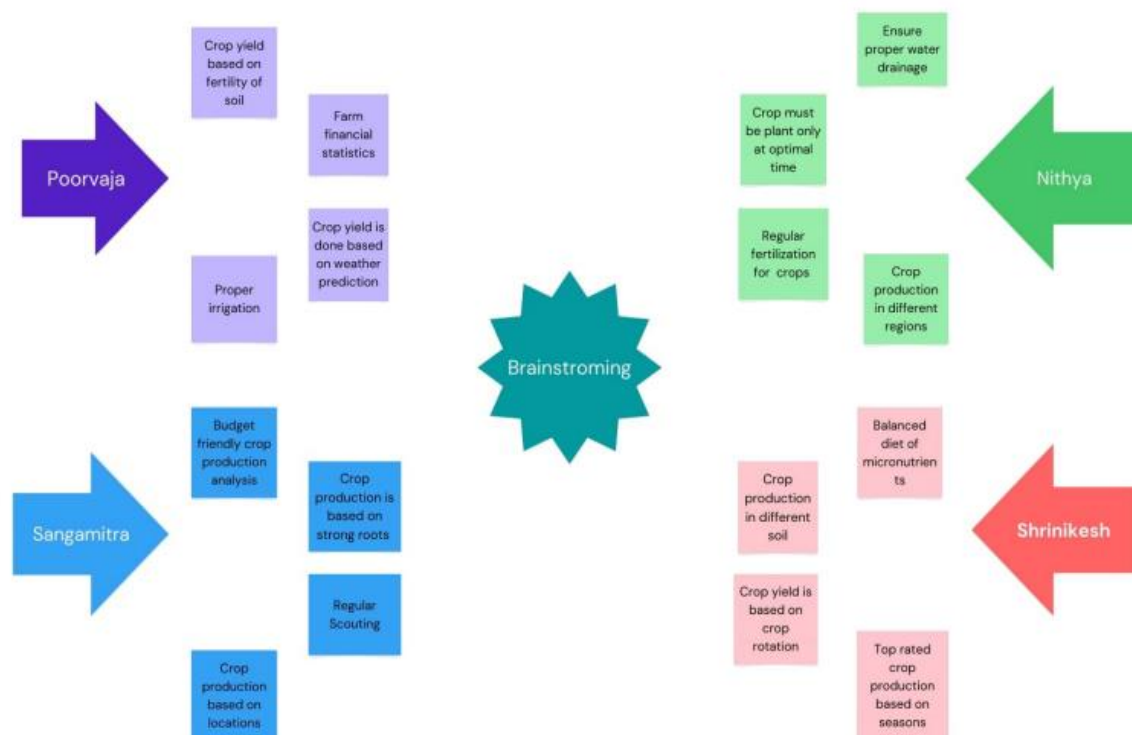 Poorvaja
Crop yield
based on
fertility of
soil
Farm
financial
statistics
Crop yield is
done based
on weather
prediction
Proper
irrigation
Ensure
proper water
drainage
Crop must
be plant only
at optimal
time
Nithya
Regular
fertilization
for crops
Crop
production
in different
regions
Brainstroming
Sangamitra
Budget
friendly crop
production
analysis
Crop
production is
based on
strong roots
Regular
Scouting
Crop
production
based on
locations
Balanced
diet of
micronutrien
ts
Crop
production
in different
soil
Shrinikesh
Crop yield is
based on
crop
rotation
Top rated
crop
production
based on
seasons